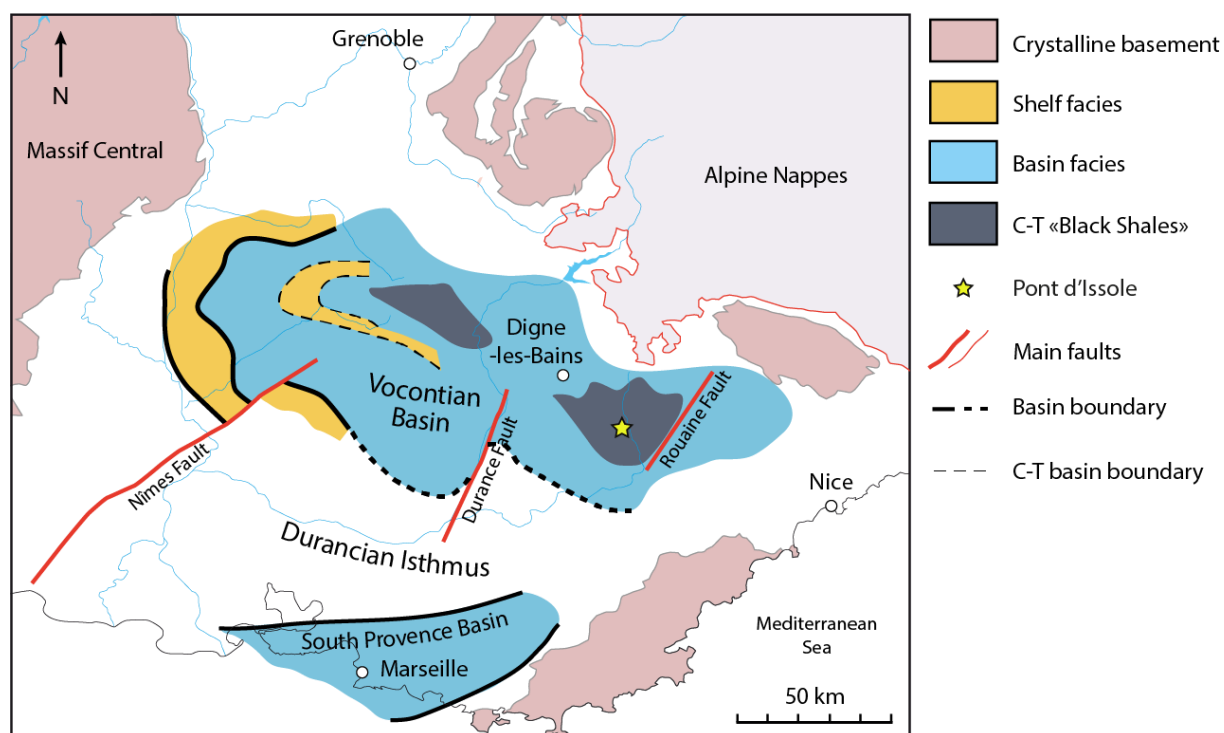 Grenoble
N
Massif Central
Alpine Nappes
Digne
-les-Bains
Vocontian
Basin
Nîmes Fault
Durance Fault
Rouaine Fault
Nice
Durancian Isthmus
South Provence Basin
Marseille
Mediterranean
Sea
50 km
Crystalline basement
Shelf facies
Basin facies
C-T «Black Shales»
Pont d'Issole
Main faults
Basin boundary
C-T basin boundary